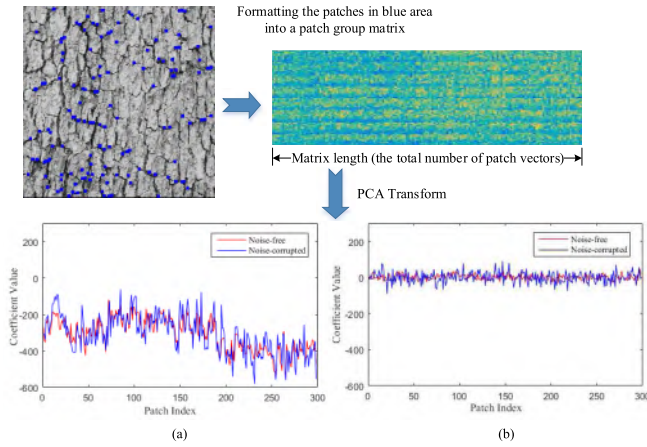 Formatting the patches in blue area
into a patch group matrix
Matrix length (the total number of patch vectors)
PCA Transform
200
0
-200
-400
-600
Coefficient Value
Noise-free
Noise-corrupted
0
50
100
150
200
250
300
Patch Index
(a)
200
0
-200
-400
-600
Coefficient Value
Noise-free
Noise-corrupted
0
50
100
150
200
250
300
Patch Index
(b)